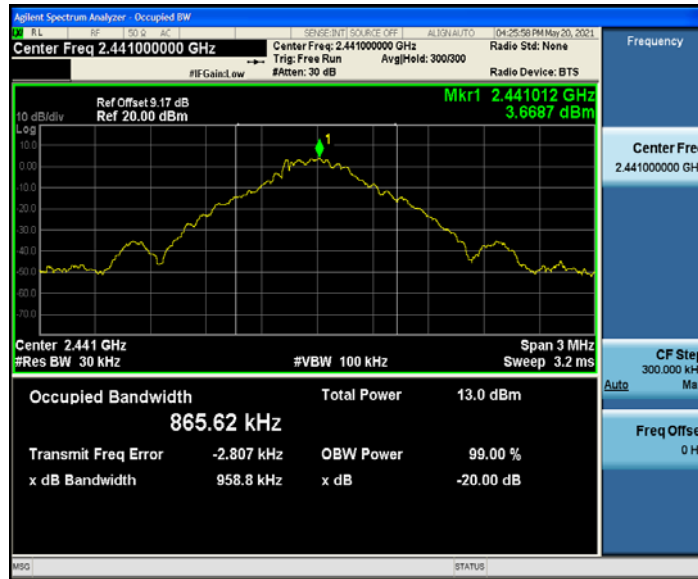 Agilent Spectrum Analyzer - Occupied BW
RL RF 50 Ω AC SENSE:INT SOURCE OFF ALIGN AUTO 04:25:58 PM May 20, 2021
Center Freq 2.441000000 GHz
Center Freq: 2.441000000 GHz Radio Std: None
Trig: Free Run Avg|Hold: 300/300
#IFGain:Low #Atten: 30 dB Radio Device: BTS
Frequency
Mkr1 2.441012 GHz
3.6687 dBm
Ref Offset 9.17 dB
10 dB/div Ref 20.00 dBm
Log
10.0
0.00
-10.0
-20.0
-30.0
-40.0
-50.0
-60.0
-70.0
1
Center Fre
2.441000000 GH
Center 2.441 GHz Span 3 MHz
#Res BW 30 kHz #VBW 100 kHz Sweep 3.2 ms
CF Step
300.000 kH
Auto Ma
Occupied Bandwidth Total Power 13.0 dBm
865.62 kHz
Transmit Freq Error -2.807 kHz OBW Power 99.00 %
x dB Bandwidth 958.8 kHz x dB -20.00 dB
Freq Offse
0 H
MSG STATUS